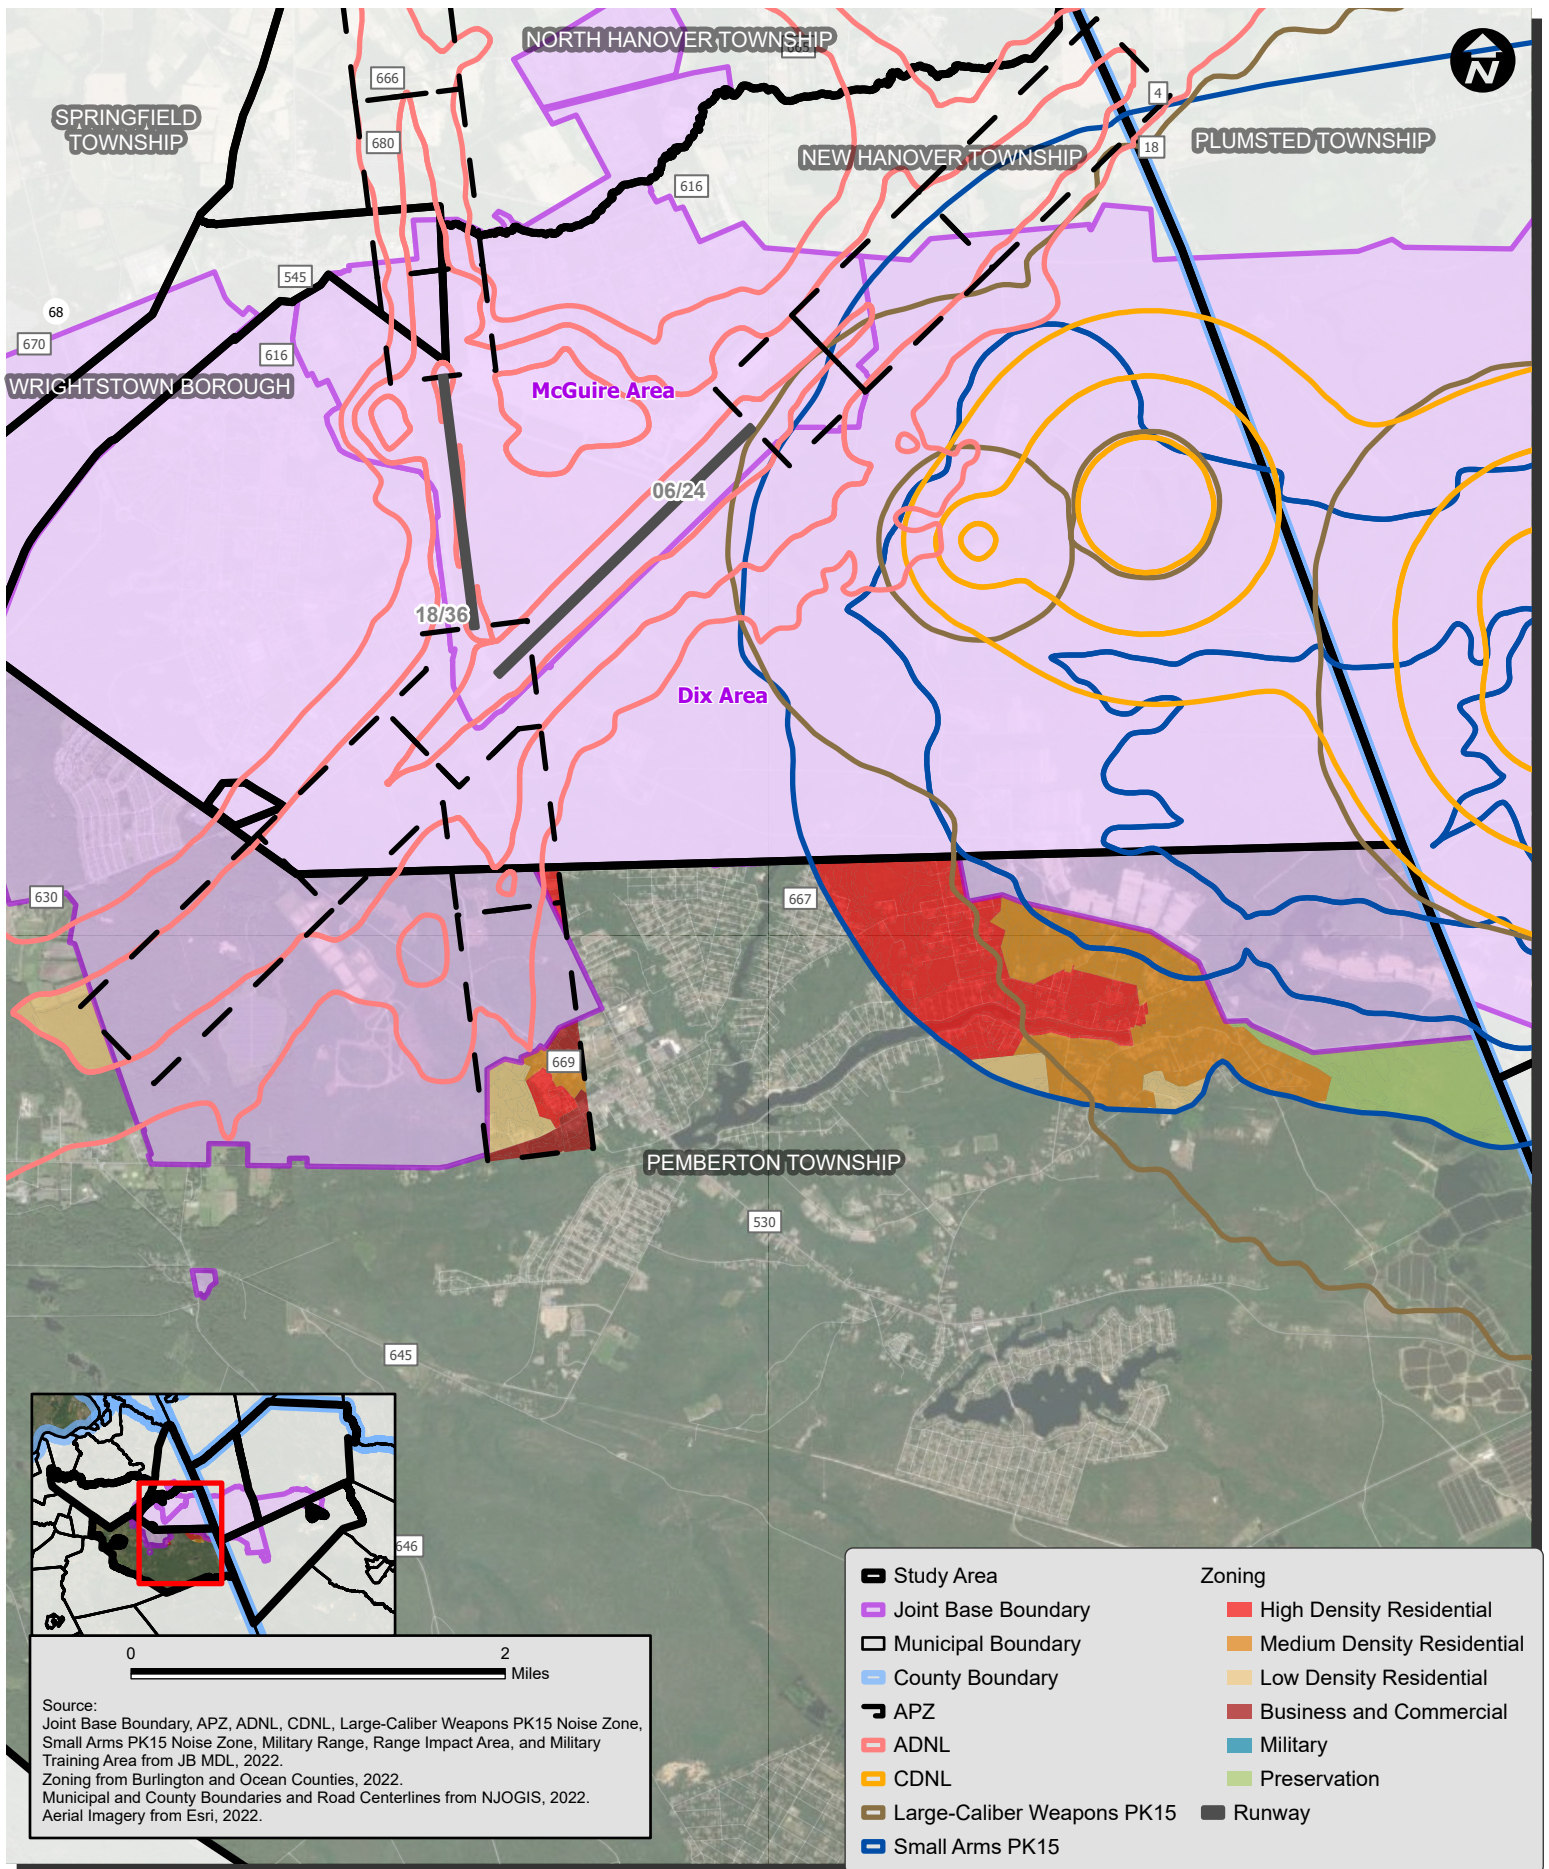 NORTH HANOVER TOWNSHIP
665
N
666
4
SPRINGFIELD
TOWNSHIP
680
18
PLUMSTED TOWNSHIP
NEW HANOVER TOWNSHIP
616
545
68
670
616
WRIGHTSTOWN BOROUGH
McGuire Area
06/24
18/36
Dix Area
630
667
669
PEMBERTON TOWNSHIP
530
645
646
0
2
Miles
Source:
Joint Base Boundary, APZ, ADNL, CDNL, Large-Caliber Weapons PK15 Noise Zone,
Small Arms PK15 Noise Zone, Military Range, Range Impact Area, and Military
Training Area from JB MDL, 2022.
Zoning from Burlington and Ocean Counties, 2022.
Municipal and County Boundaries and Road Centerlines from NJOGIS, 2022.
Aerial Imagery from Esri, 2022.
Study Area
Joint Base Boundary
Municipal Boundary
County Boundary
APZ
ADNL
CDNL
Large-Caliber Weapons PK15
Small Arms PK15
Zoning
High Density Residential
Medium Density Residential
Low Density Residential
Business and Commercial
Military
Preservation
Runway